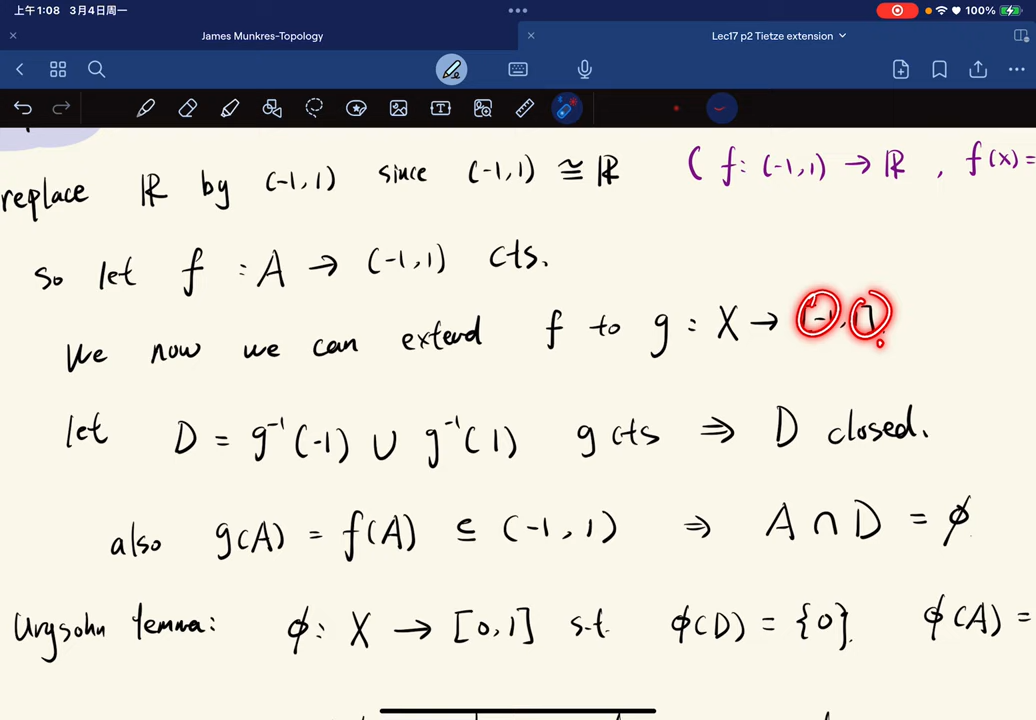 上午1:08 3月4日周一
100%
James Munkres-Topology
Lec17 p2 Tietze extension
replace ℝ by (-1,1) since (-1,1) ≅ ℝ ( f: (-1,1) → ℝ , f(x) =
so let f : A → (-1,1) cts.
We now we can extend f to g : X → [-1,1].
let D = g⁻¹(-1) ∪ g⁻¹(1) g cts ⇒ D closed.
also g(A) = f(A) ⊆ (-1,1) ⇒ A ∩ D = ϕ.
Urysohn lemma: ϕ: X → [0,1] s.t. ϕ(D) = {0}. ϕ(A) =